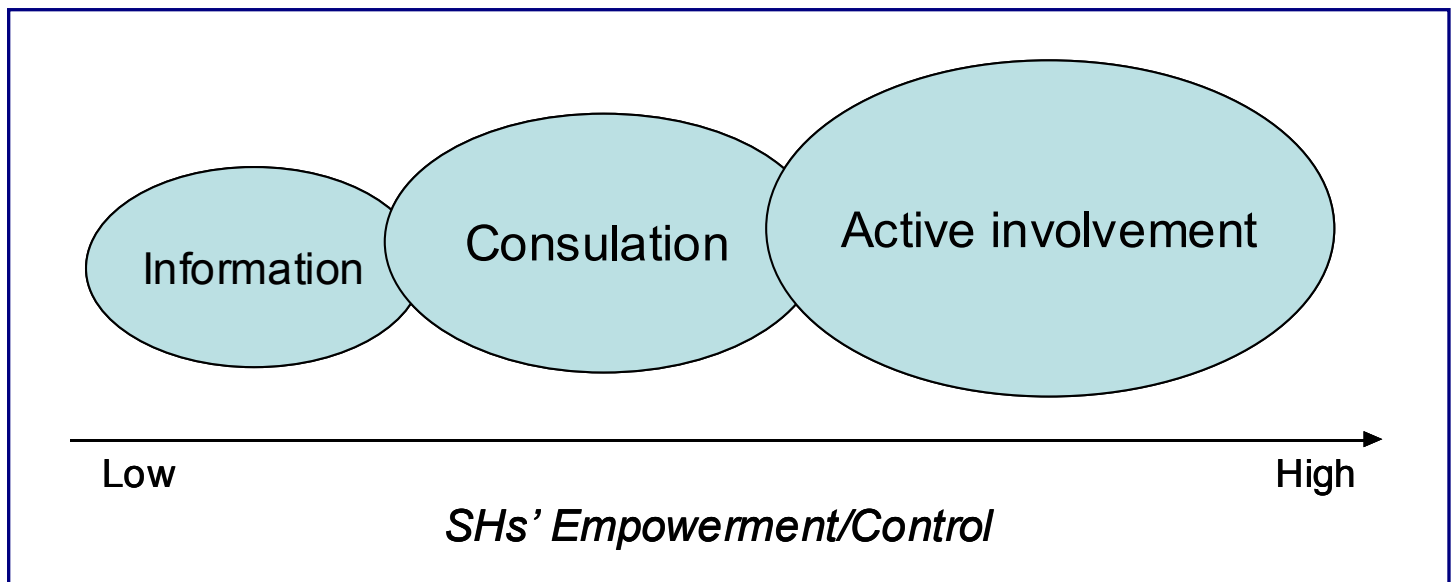 Information
Consulation
Active involvement
Low
High
SHs’ Empowerment/Control